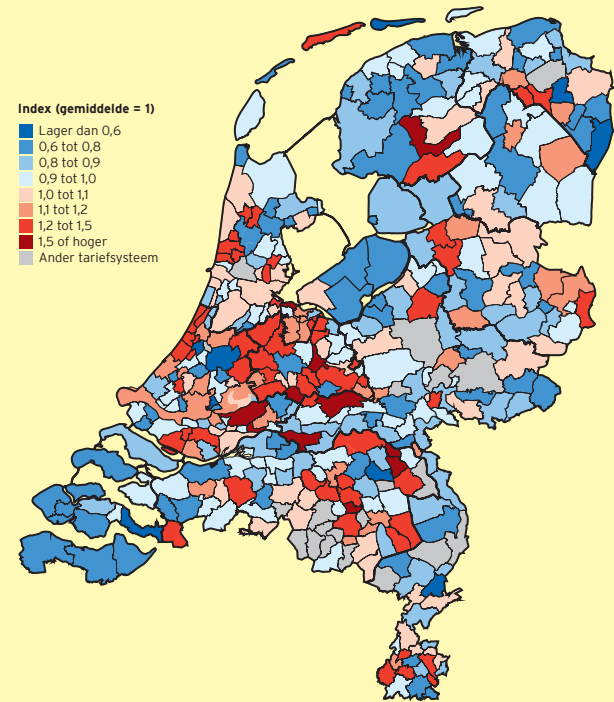 Index (gemiddelde = 1)
Lager dan 0,6
0,6 tot 0,8
0,8 tot 0,9
0,9 tot 1,0
1,0 tot 1,1
1,1 tot 1,2
1,2 tot 1,5
1,5 of hoger
Ander tariefsysteem